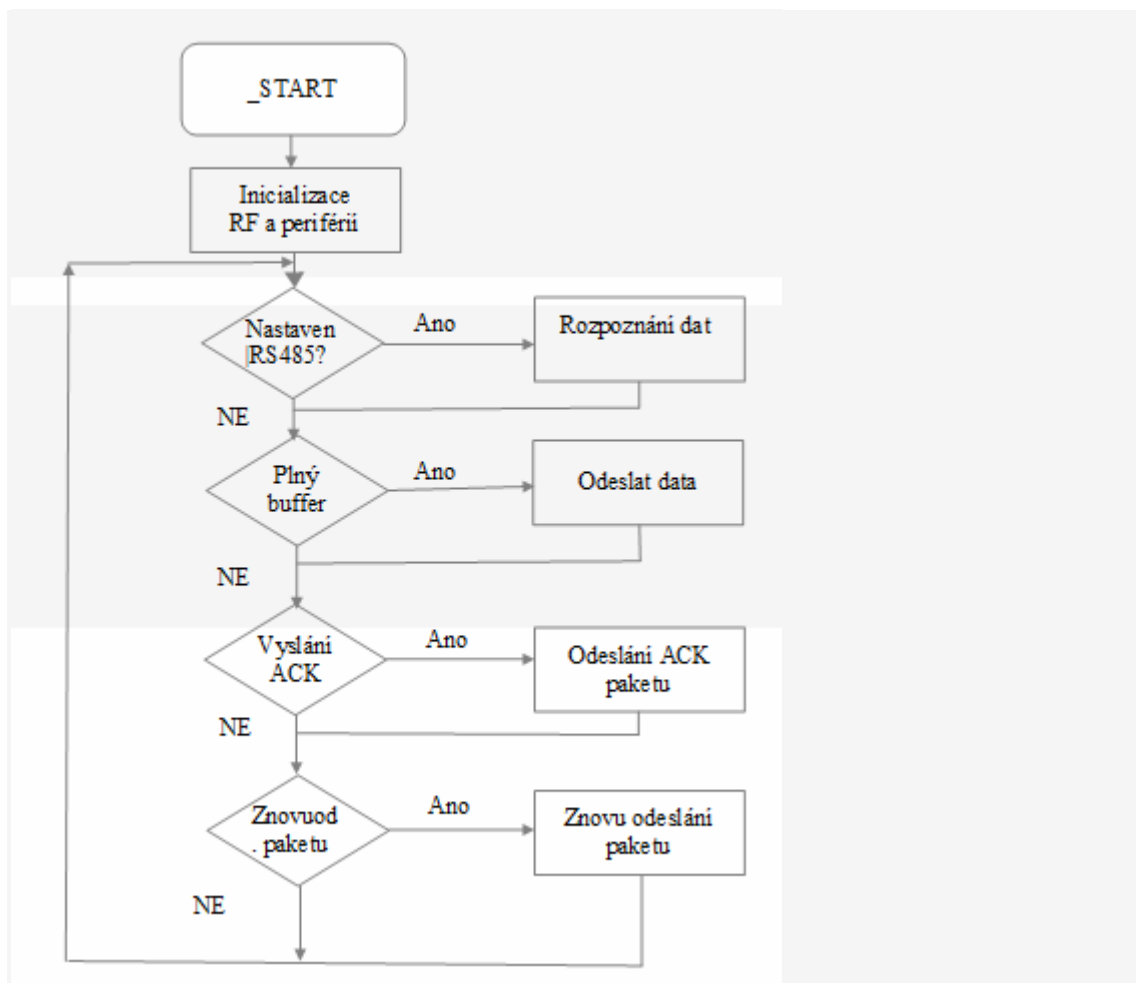 _START
Inicializace
RF a periférií
Nastaven
|RS485?
Ano
Rozpoznání dat
NE
Plný
buffer
Ano
Odeslat data
NE
Vyslání
ACK
Ano
Odeslání ACK
paketu
NE
Znovuod
. paketu
Ano
Znovu odeslání
paketu
NE